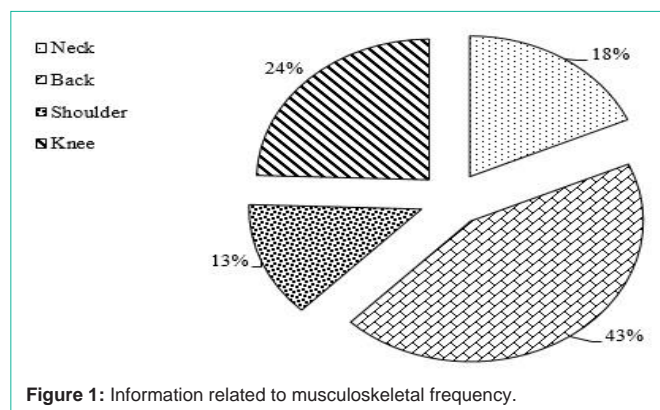 Neck
Back
Shoulder
Knee
24%
18%
13%
43%
Figure 1: Information related to musculoskeletal frequency.